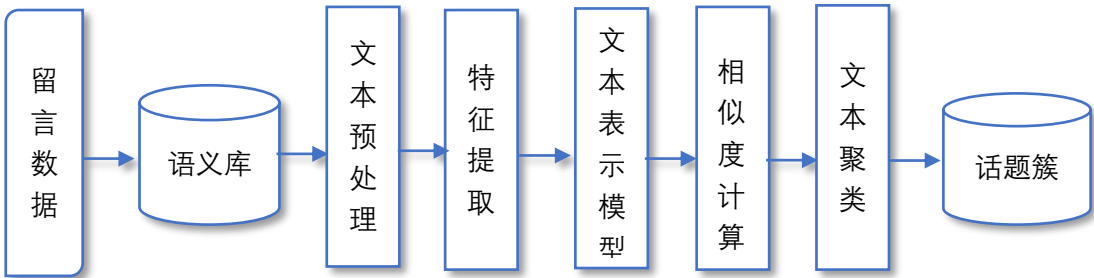 留言数据
语义库
文本预处理
特征提取
文本表示模型
相似度计算
文本聚类
话题簇